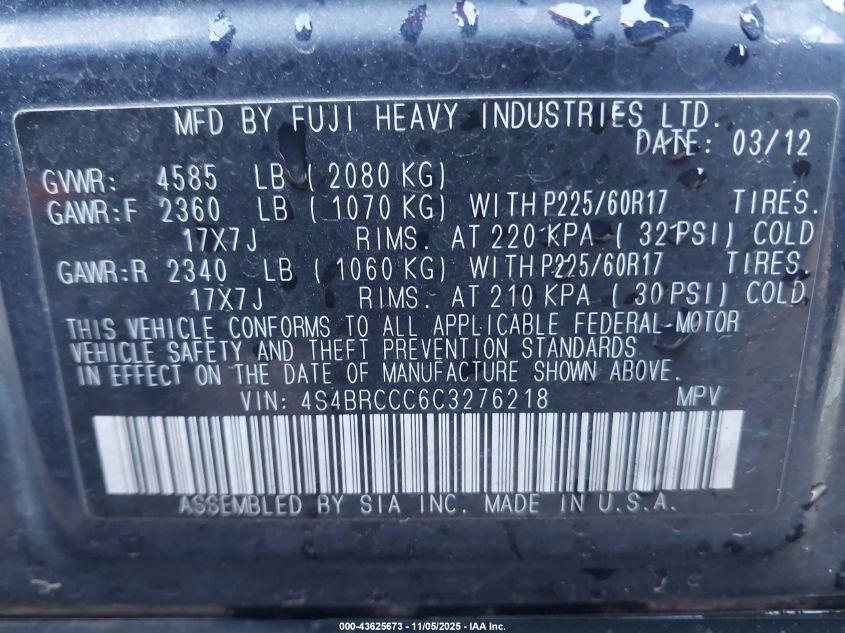 MFD BY FUJI HEAVY INDUSTRIES LTD.
DATE: 03/12
GVWR: 4585 LB ( 2080 KG)
GAWR:F 2360 LB ( 1070 KG) WITH P225/60R17 TIRES.
17X7J RIMS. AT 220 KPA ( 32 PSI) COLD
GAWR:R 2340 LB ( 1060 KG) WITH P225/60R17 TIRES.
17X7J RIMS. AT 210 KPA ( 30 PSI) COLD.
THIS VEHICLE CONFORMS TO ALL APPLICABLE FEDERAL-MOTOR
VEHICLE SAFETY AND THEFT PREVENTION STANDARDS
IN EFFECT ON THE DATE OF MANUFACTURE SHOWN ABOVE.
VIN: 4S4BRCCC6C3276218 MPV
ASSEMBLED BY SIA INC. MADE IN U.S.A.
000-43625673 - 11/05/2025 - IAA Inc.